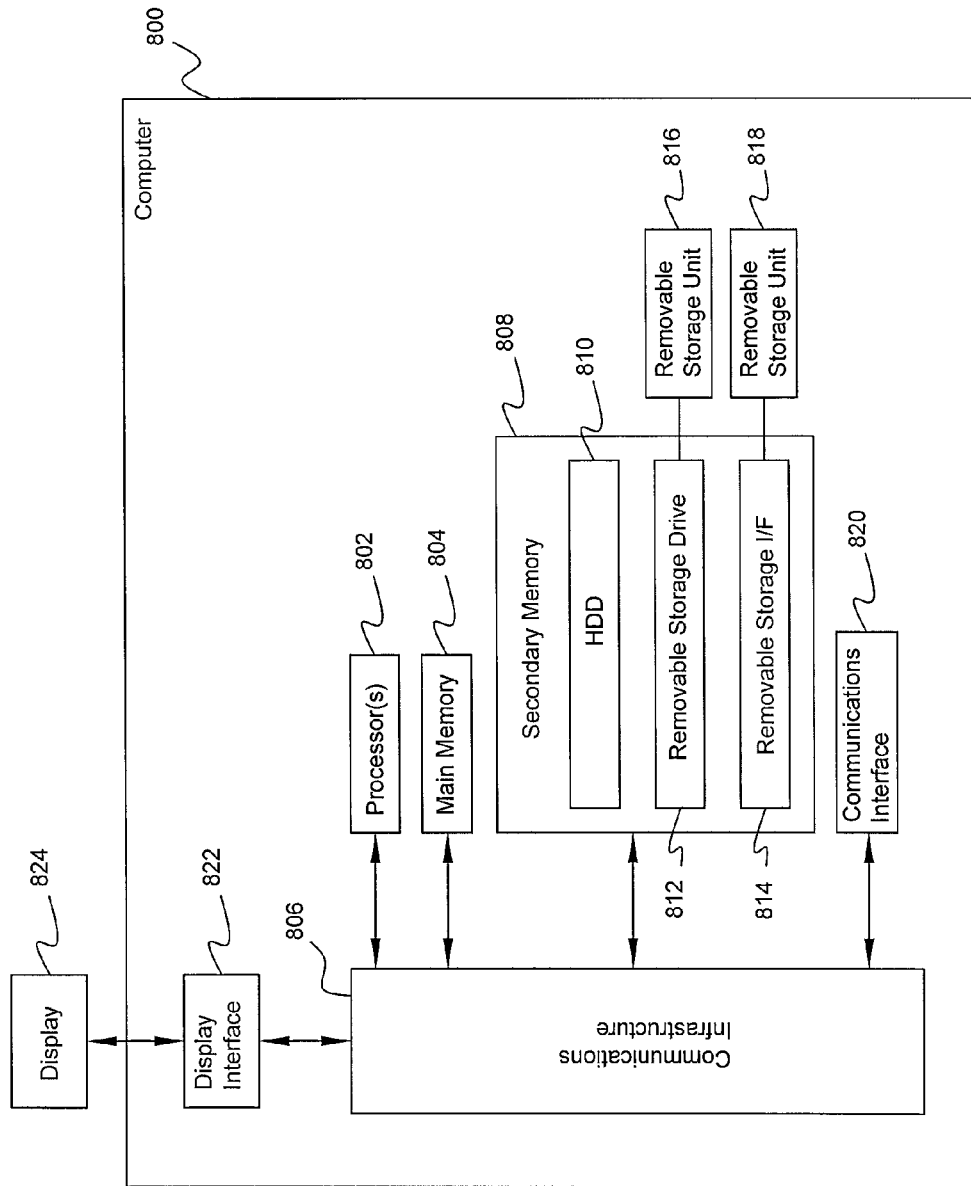 824
Display
800
Computer
822
Display
Interface
806
Communications
Infrastructure
802
Processor(s)
804
Main Memory
808
Secondary Memory
810
HDD
812
Removable Storage Drive
Removable
Storage Unit
816
814
Removable Storage I/F
Removable
Storage Unit
818
820
Communications
Interface